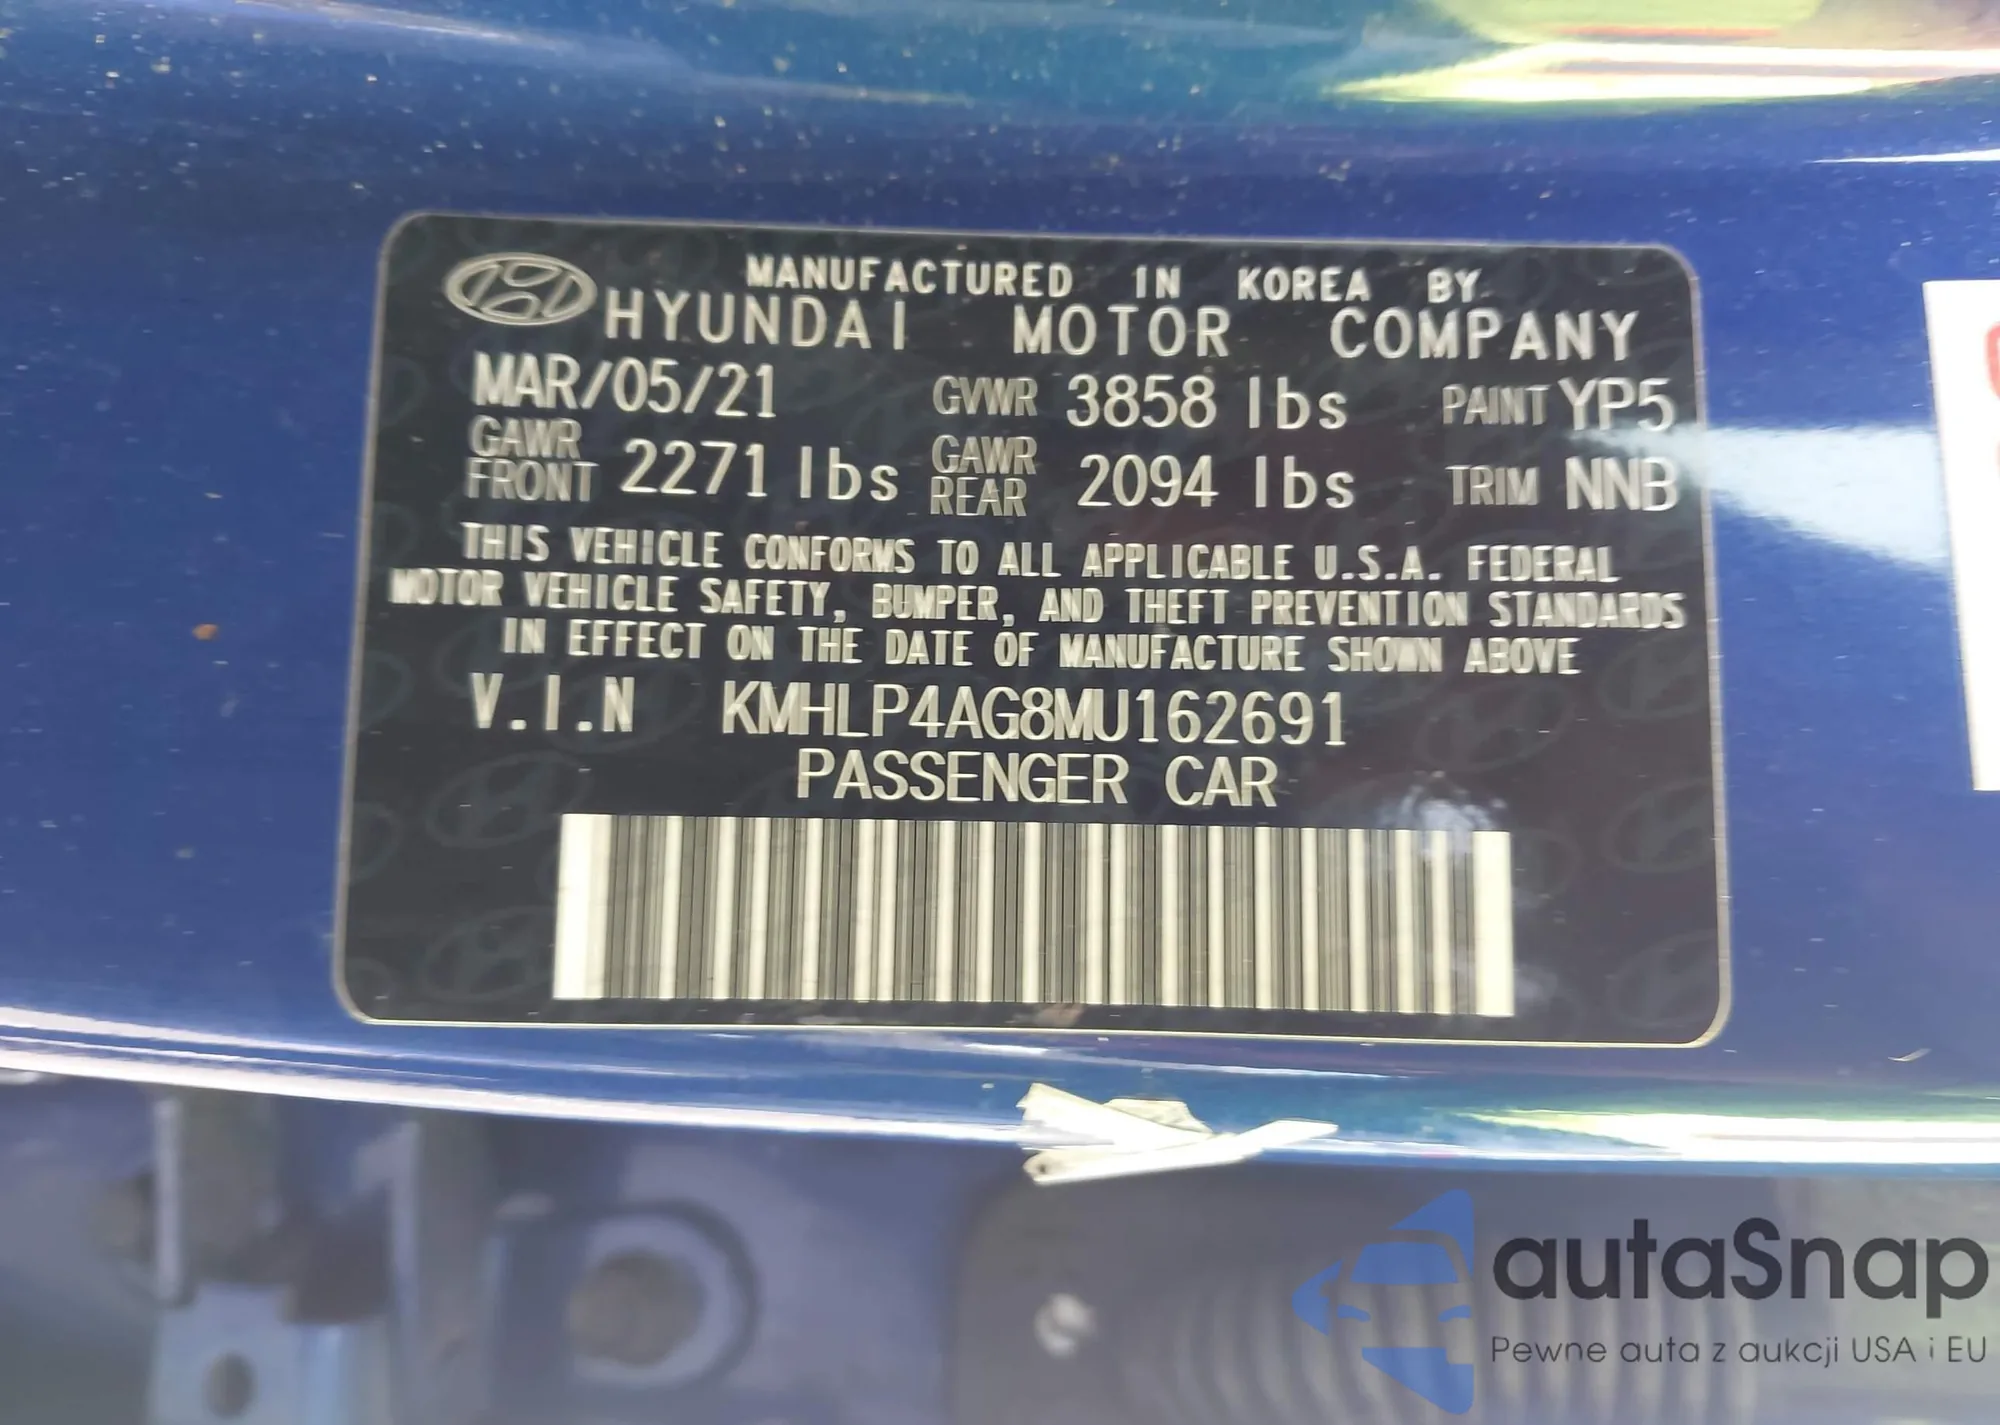 MANUFACTURED IN KOREA BY
HYUNDAI MOTOR COMPANY
MAR/05/21 GVWR 3858 lbs PAINT YP5
GAWR FRONT 2271 lbs GAWR REAR 2094 lbs TRIM NNB
THIS VEHICLE CONFORMS TO ALL APPLICABLE U.S.A. FEDERAL
MOTOR VEHICLE SAFETY, BUMPER, AND THEFT PREVENTION STANDARDS
IN EFFECT ON THE DATE OF MANUFACTURE SHOWN ABOVE
V.I.N KMHLP4AG8MU162691
PASSENGER CAR
autaSnap
Pewne auta z aukcji USA i EU